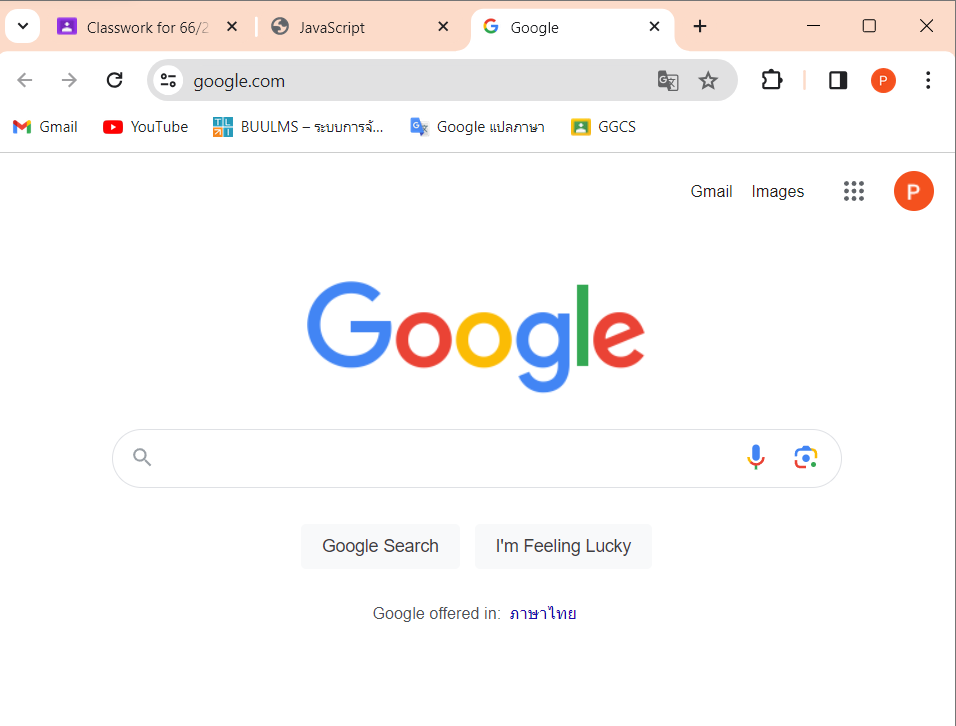 Classwork for 66/2 JavaScript Google
google.com P
Gmail YouTube BUULMS – ระบบการจั... Google แปลภาษา GGCS
Gmail Images P
Google
Google Search I'm Feeling Lucky
Google offered in: ภาษาไทย